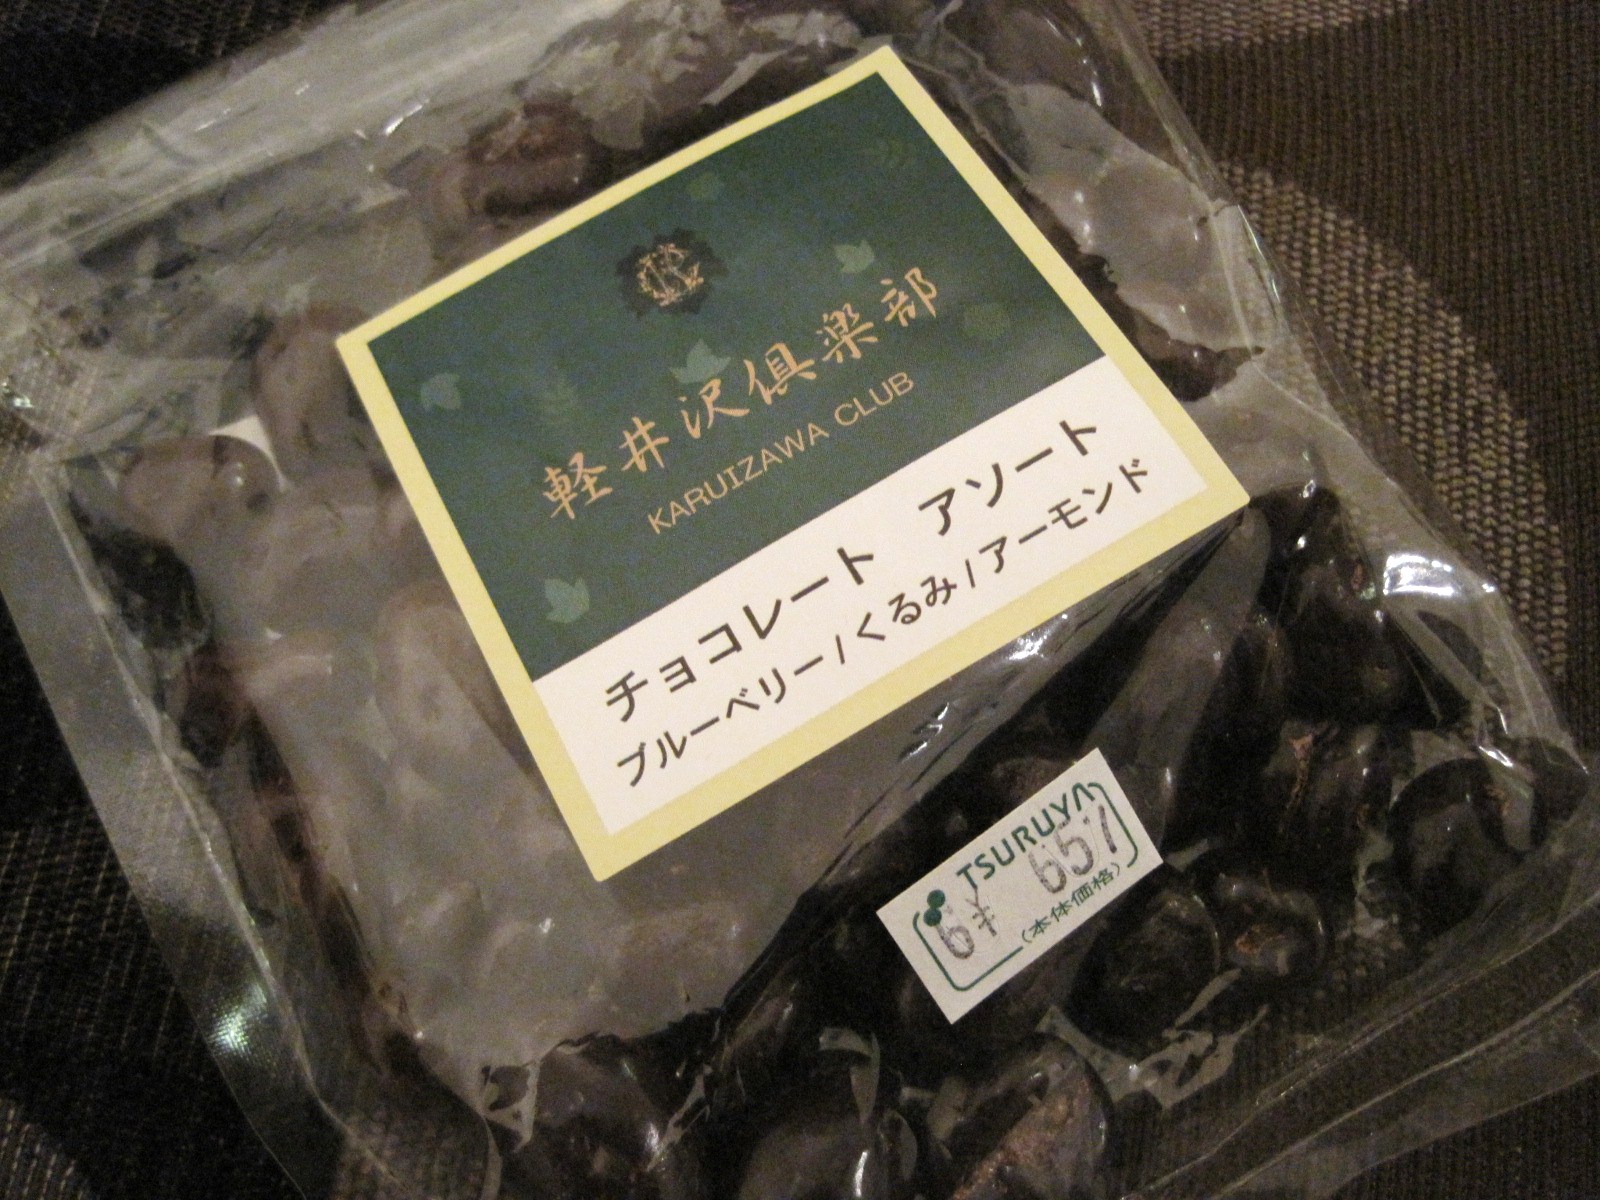 軽井沢倶楽部
KARUIZAWA CLUB
チョコレート アソート
ブルーベリー/くるみ/アーモンド
TSURUYA
6 ¥ 657
(本体価格)